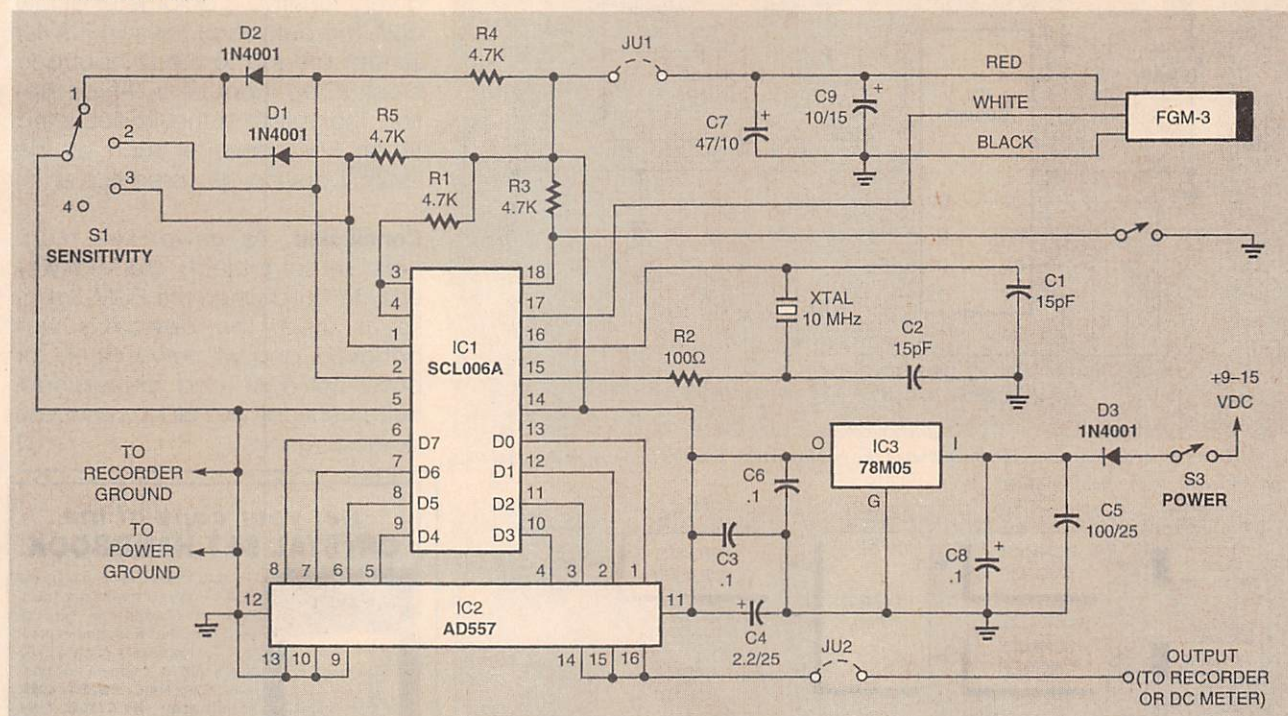 D2
1N4001
D1
1N4001
R4
4.7K
R5
4.7K
R1
4.7K
R3
4.7K
JU1
C7
47/10
C9
10/15
RED
WHITE
BLACK
FGM-3
1
2
3
4
S1
SENSITIVITY
3
4
1
2
5
6
7
8
9
D7
D6
D5
D4
IC1
SCL006A
18
17
16
15
14
13
12
11
10
D0
D1
D2
D3
XTAL
10 MHz
R2
100Ω
C2
15pF
C1
15pF
+9–15
VDC
D3
1N4001
S3
POWER
O
IC3
78M05
I
G
C6
.1
C3
.1
C4
2.2/25
C8
.1
C5
100/25
TO
RECORDER
GROUND
TO
POWER
GROUND
8
7
6
5
4
3
2
1
12
IC2
AD557
11
13
10
9
14
15
16
JU2
OUTPUT
(TO RECORDER
OR DC METER)